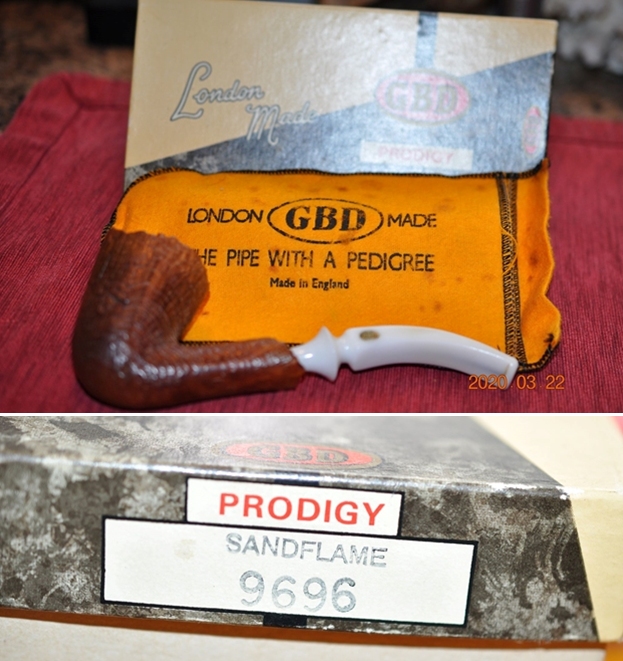 London
Made
GBD
PRODIGY
LONDON GBD MADE
HE PIPE WITH A PEDIGREE
Made in England
2020 03 22
GBD
PRODIGY
SANDFLAME
9696